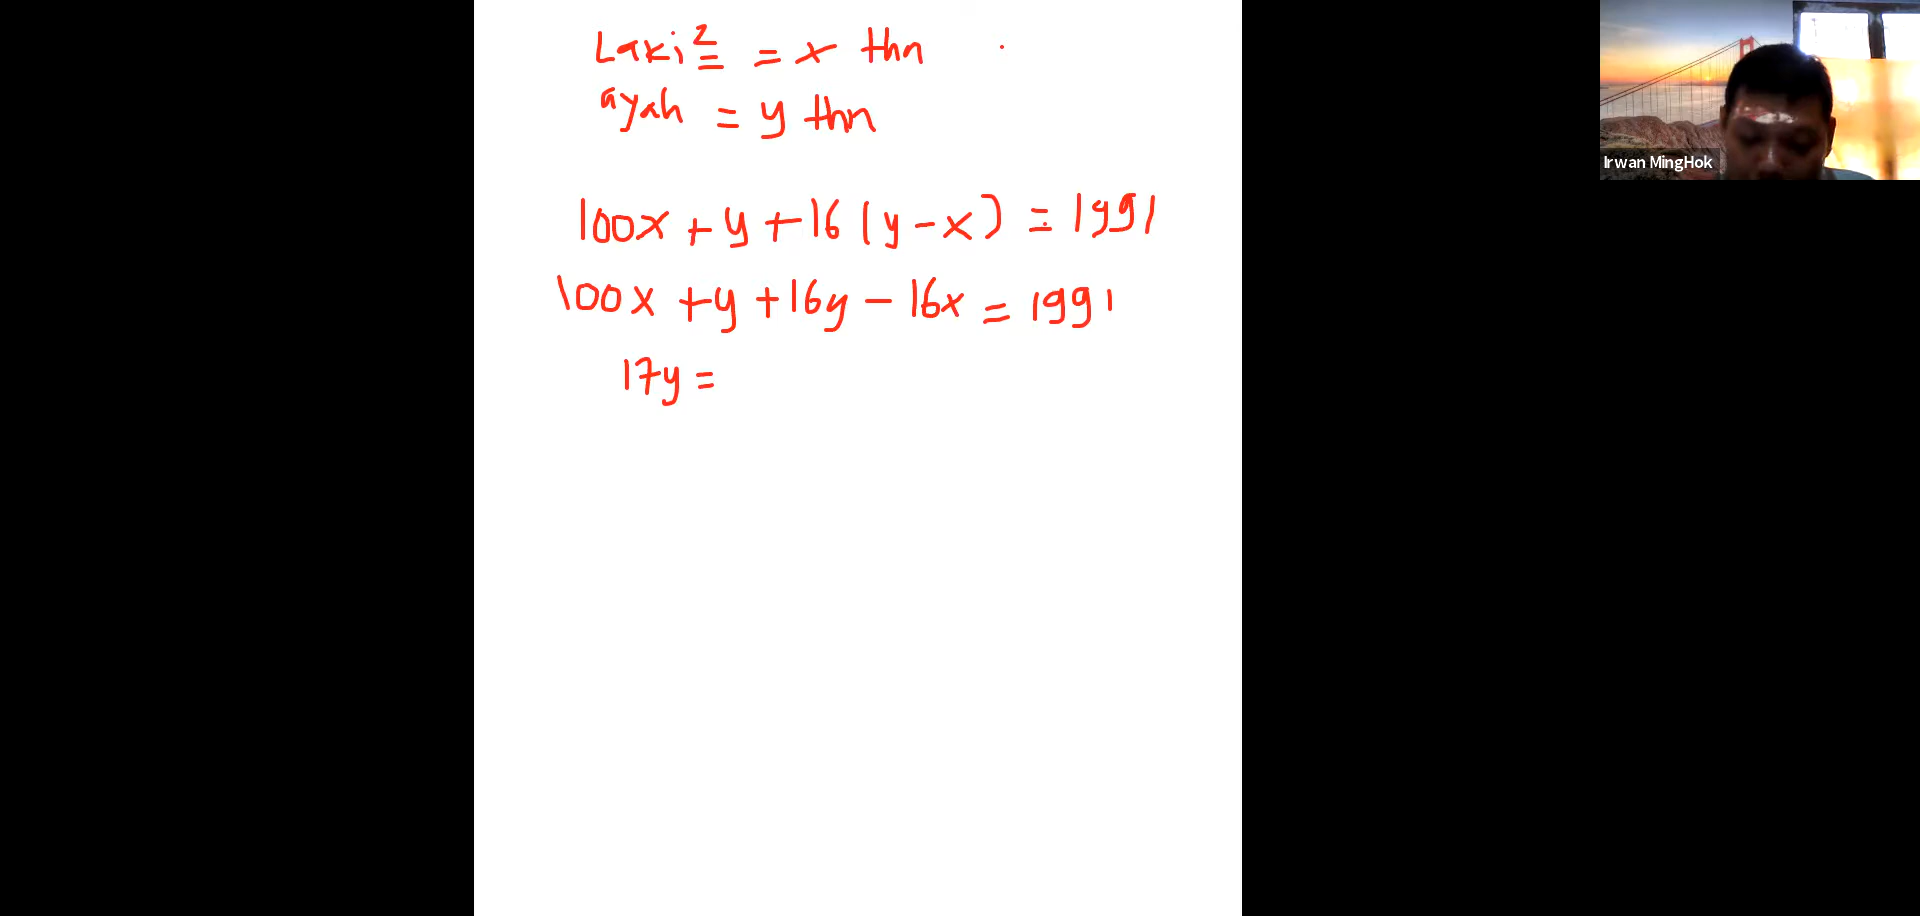 Laki² = x thn
ayah = y thn
100x + y + 16 (y - x) = 1991
100x + y + 16y - 16x = 1991
17y =
Irwan MingHok